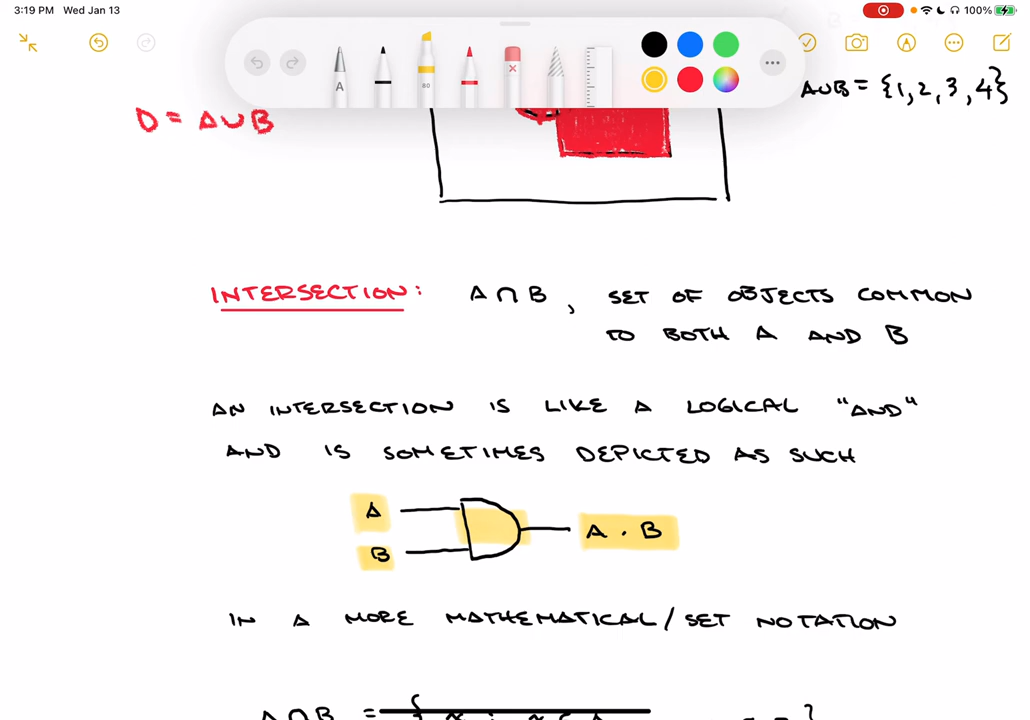 3:19 PM Wed Jan 13
100%
A
80
A∪B = {1, 2, 3, 4}
D = A∪B
INTERSECTION: A ∩ B, SET OF OBJECTS COMMON
TO BOTH A AND B
AN INTERSECTION IS LIKE A LOGICAL "AND"
AND IS SOMETIMES DEPICTED AS SUCH
A
A · B
B
IN A MORE MATHEMATICAL/SET NOTATION
A∩B = {